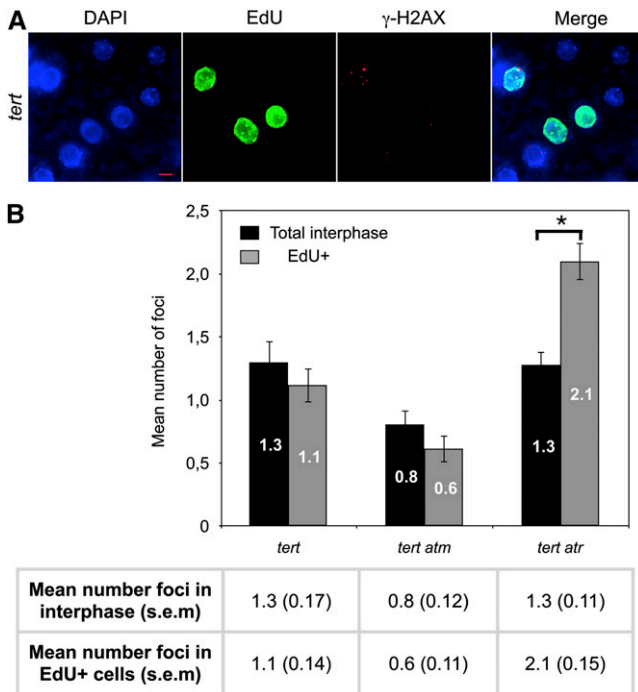 A
DAPI EdU γ-H2AX Merge
tert
B
2,5
2,0
1,5
1,0
0,5
0
Mean number of foci
Total interphase
EdU+
*
1.3
1.1
0.8
0.6
1.3
2.1
tert tert atm tert atr
Mean number foci in
interphase (s.e.m)
1.3 (0.17) 0.8 (0.12) 1.3 (0.11)
Mean number foci in
EdU+ cells (s.e.m)
1.1 (0.14) 0.6 (0.11) 2.1 (0.15)